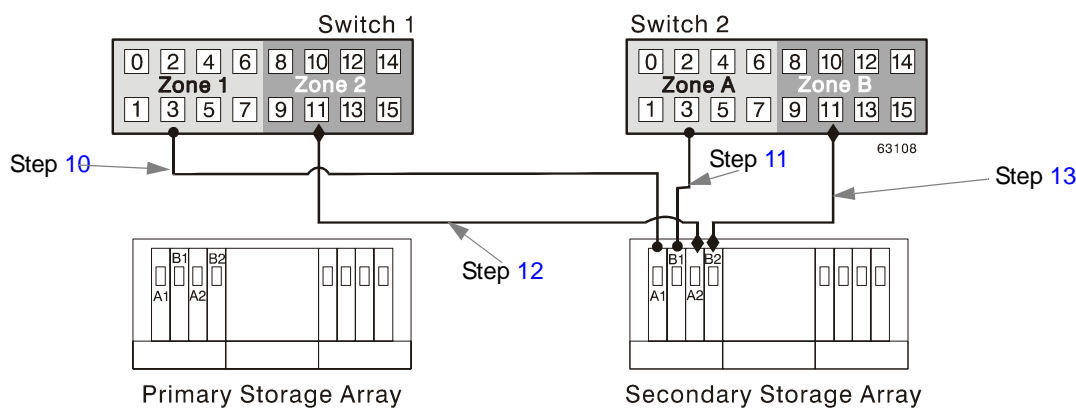 Switch 1
Switch 2
0 2 4 6 8 10 12 14
Zone 1 Zone 2
1 3 5 7 9 11 13 15
0 2 4 6 8 10 12 14
Zone A Zone B
1 3 5 7 9 11 13 15
63108
Step 10
Step 11
Step 13
Step 12
B1 B2
A1 A2
B1 B2
A1 A2
Primary Storage Array
Secondary Storage Array